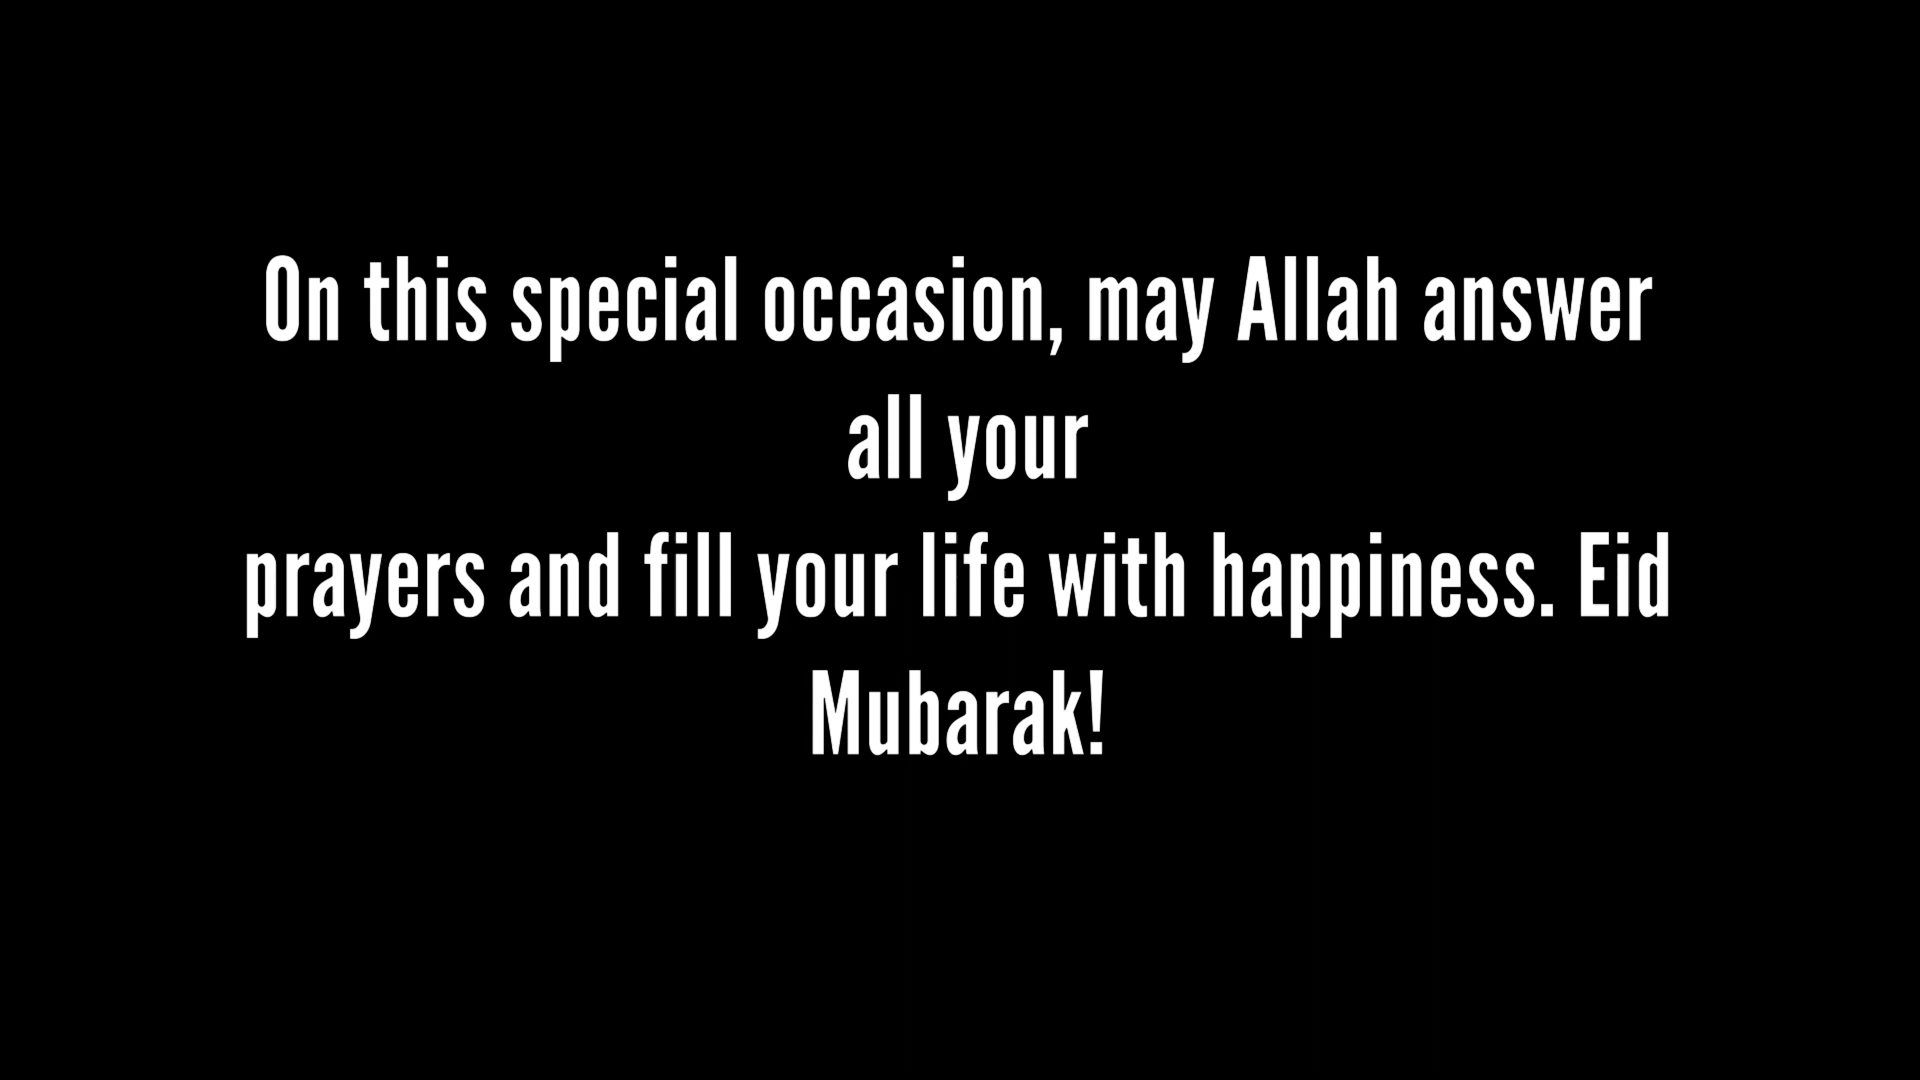 On this special occasion, may Allah answer
all your
prayers and fill your life with happiness. Eid
Mubarak!